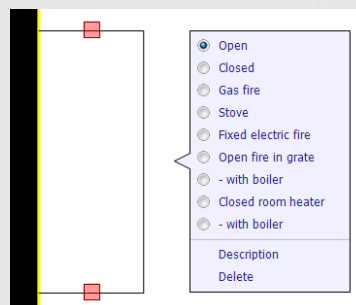 Open
Closed
Gas fire
Stove
Fixed electric fire
Open fire in grate
- with boiler
Closed room heater
- with boiler
Description
Delete